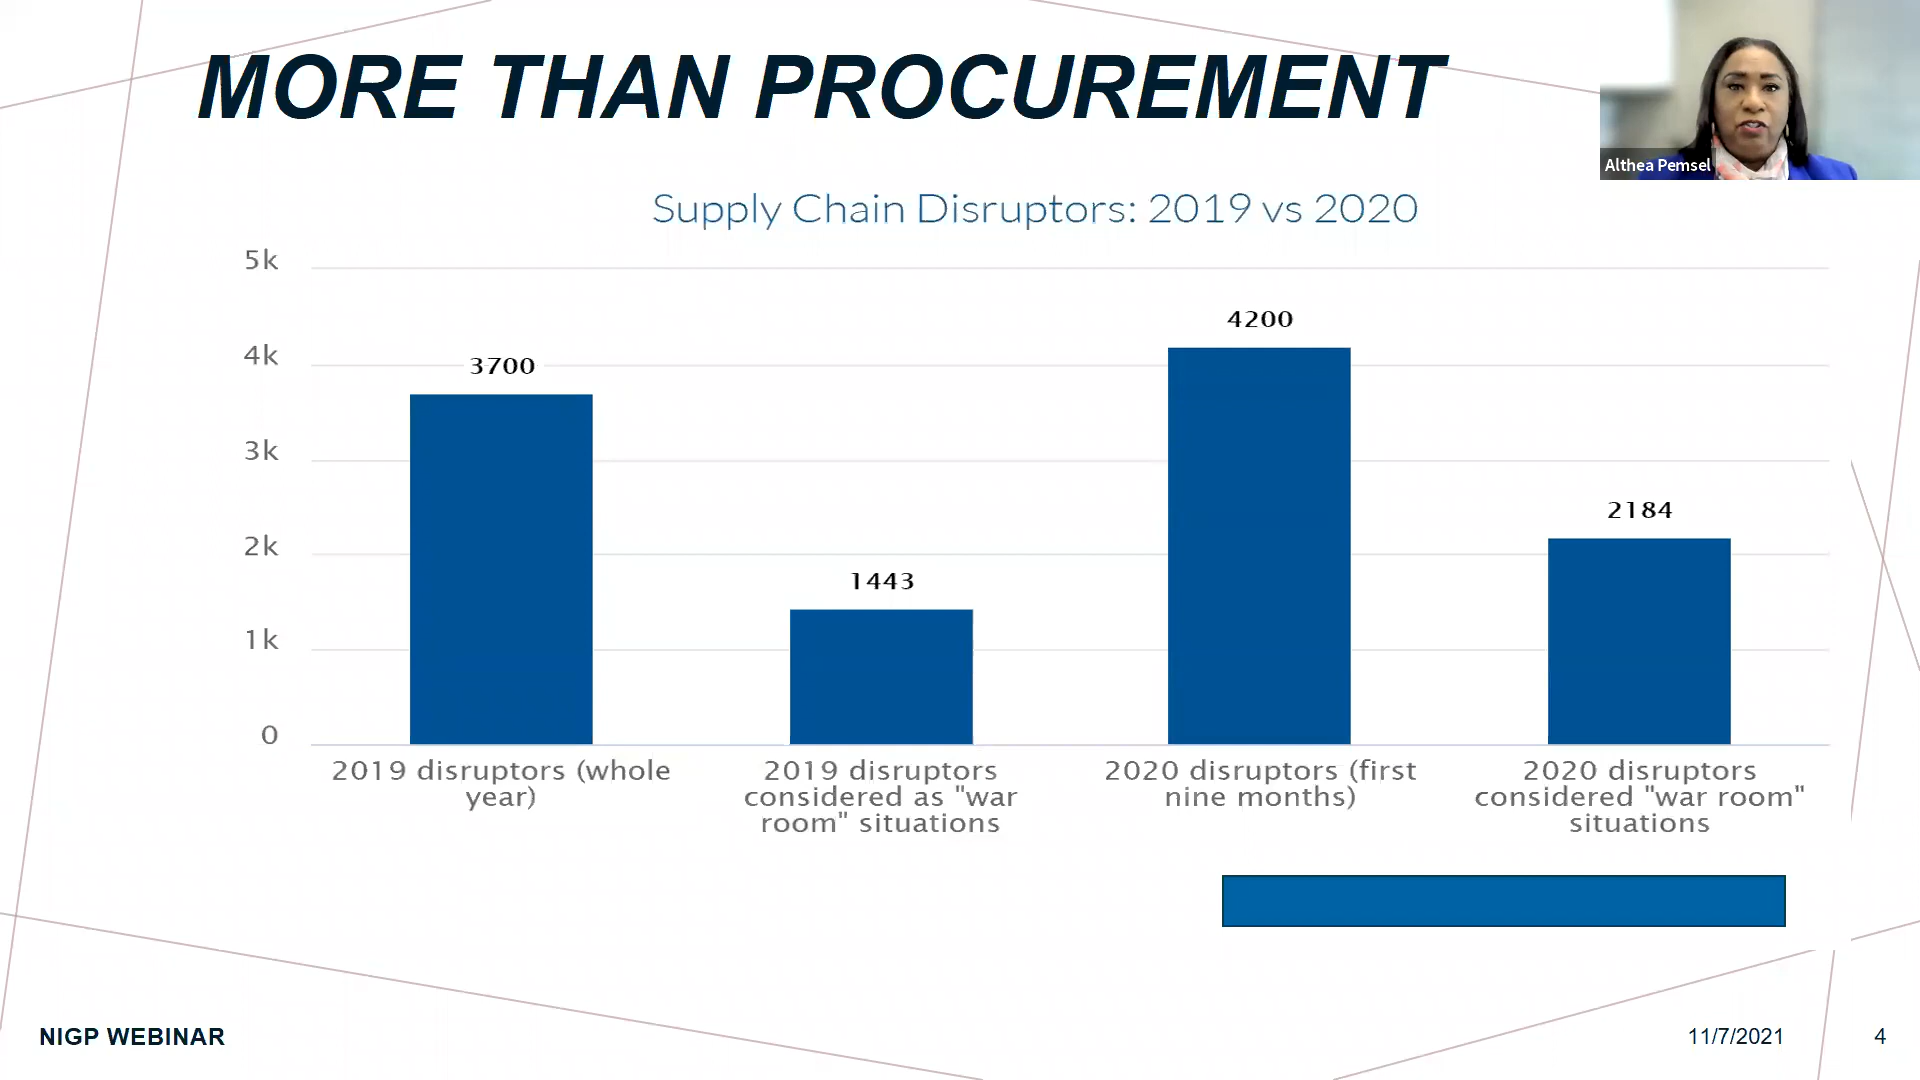 MORE THAN PROCUREMENT
Althea Pemsel
Supply Chain Disruptors: 2019 vs 2020
5k
4k
3k
2k
1k
0
3700
1443
4200
2184
2019 disruptors (whole
year)
2019 disruptors
considered as "war
room" situations
2020 disruptors (first
nine months)
2020 disruptors
considered "war room"
situations
NIGP WEBINAR
11/7/2021
4